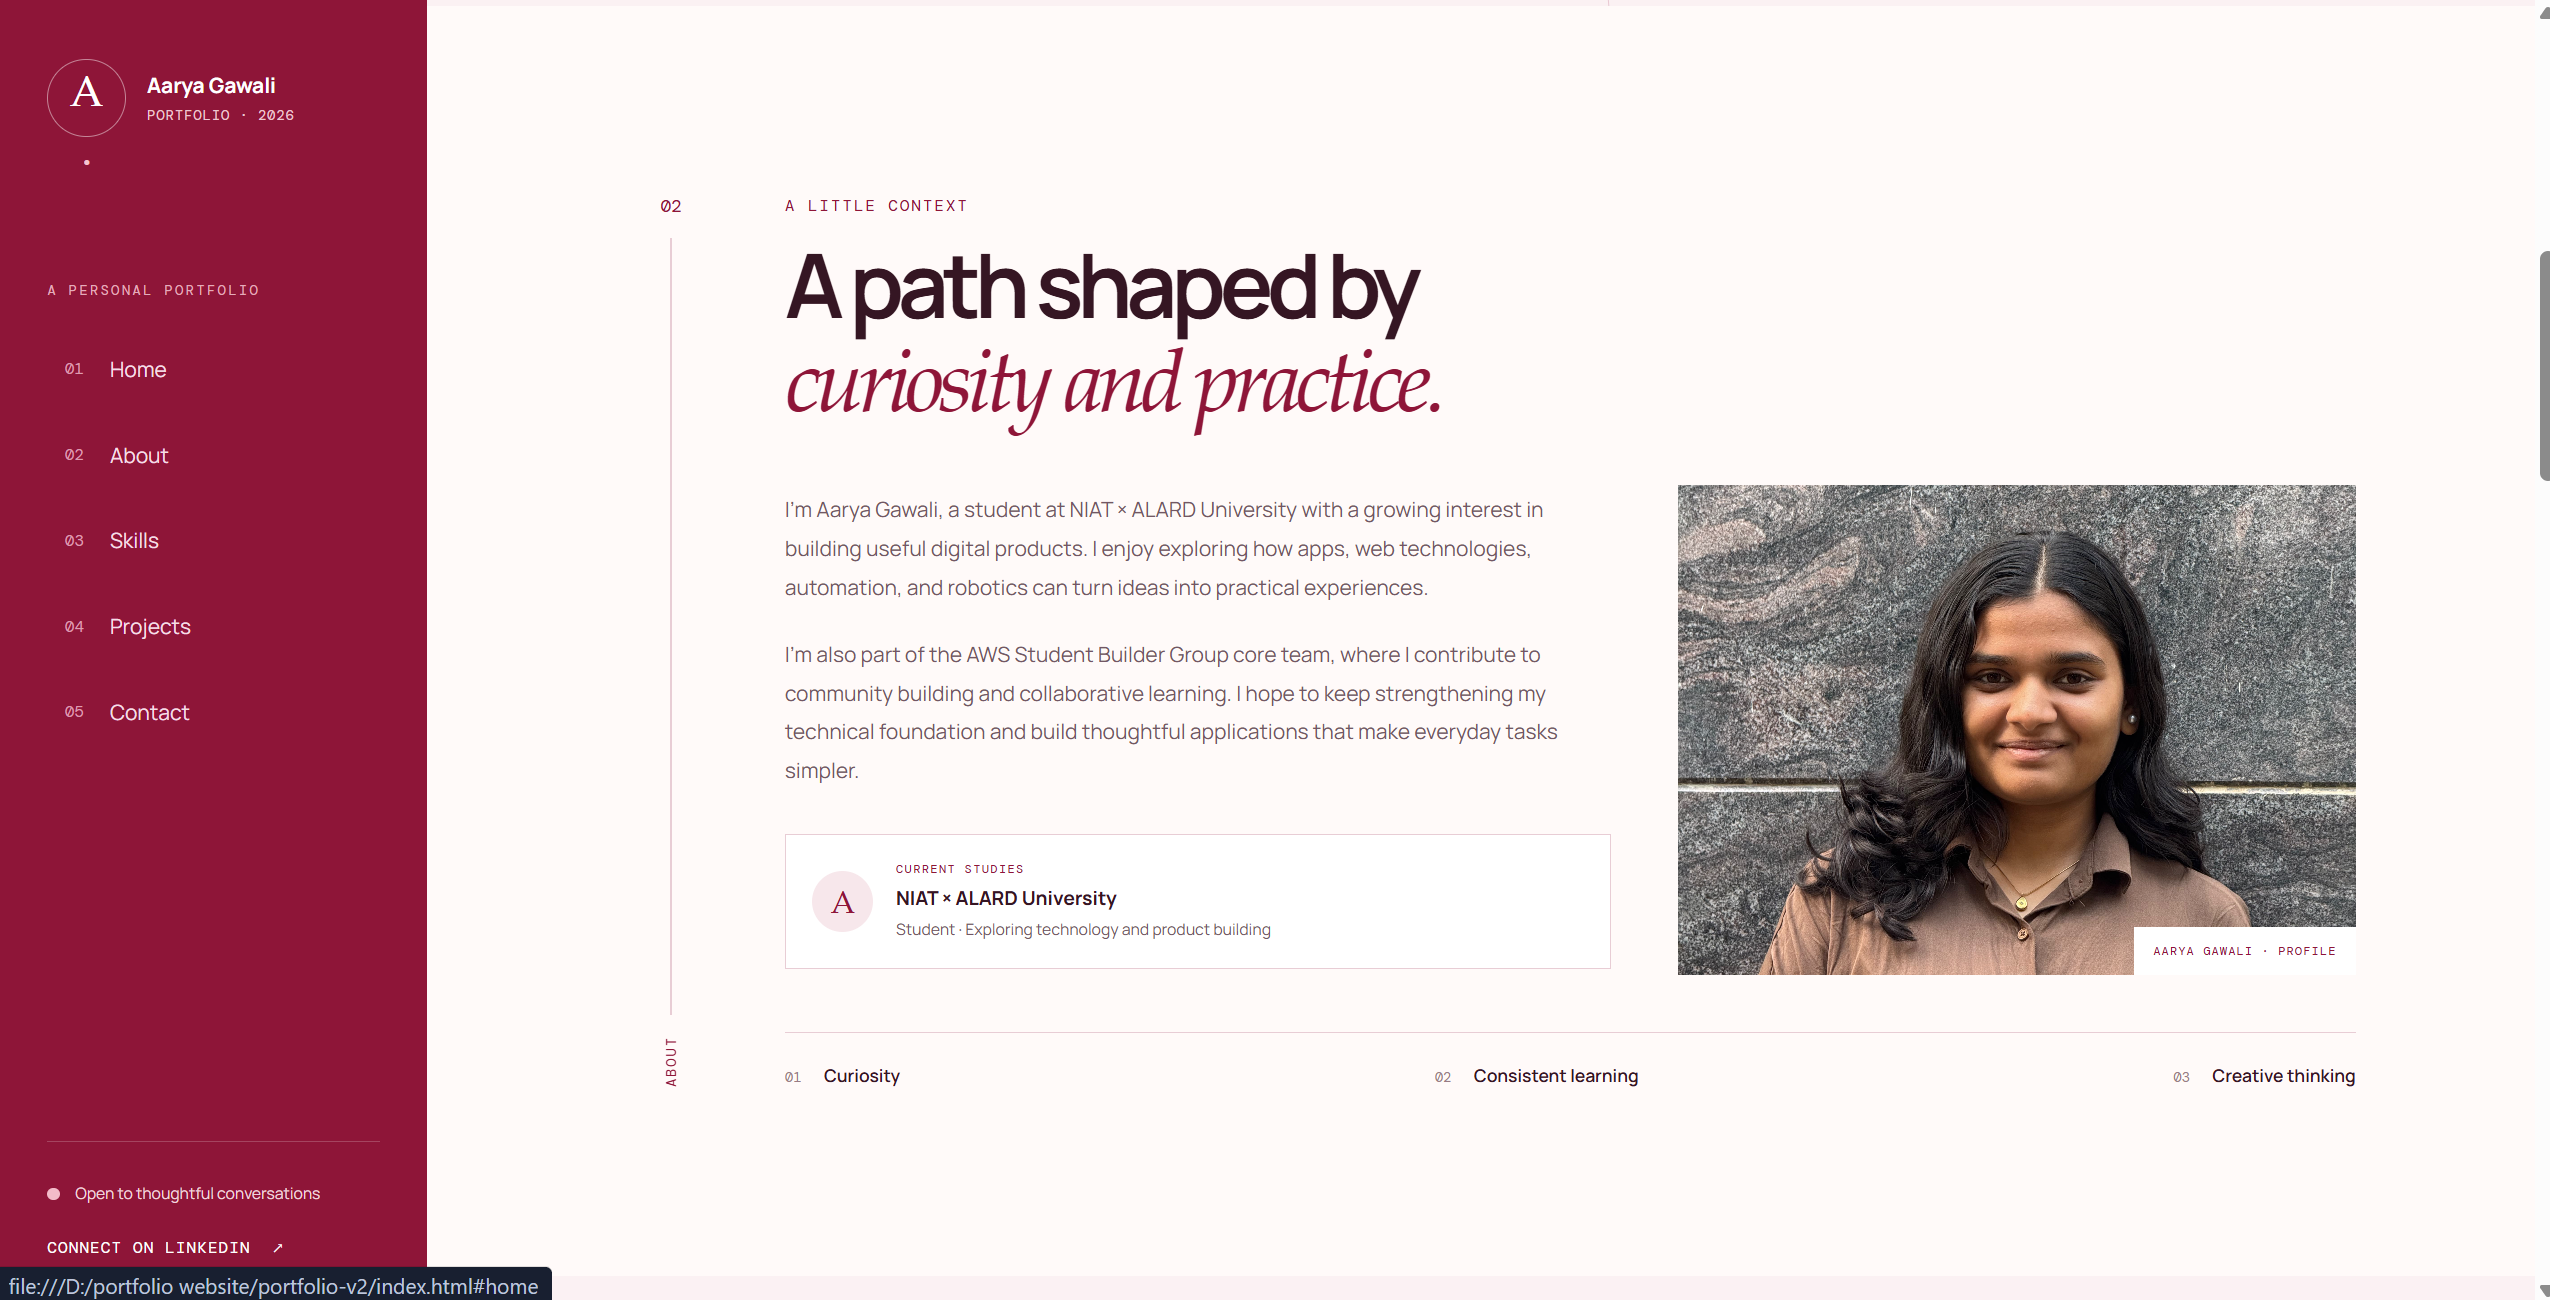 A
Aarya Gawali
PORTFOLIO · 2026
A PERSONAL PORTFOLIO
01 Home
02 About
03 Skills
04 Projects
05 Contact
Open to thoughtful conversations
CONNECT ON LINKEDIN ↗
file:///D:/portfolio website/portfolio-v2/index.html#home
02
ABOUT
A LITTLE CONTEXT
A path shaped by
curiosity and practice.
I'm Aarya Gawali, a student at NIAT × ALARD University with a growing interest in
building useful digital products. I enjoy exploring how apps, web technologies,
automation, and robotics can turn ideas into practical experiences.
I'm also part of the AWS Student Builder Group core team, where I contribute to
community building and collaborative learning. I hope to keep strengthening my
technical foundation and build thoughtful applications that make everyday tasks
simpler.
A
CURRENT STUDIES
NIAT × ALARD University
Student · Exploring technology and product building
AARYA GAWALI · PROFILE
01 Curiosity
02 Consistent learning
03 Creative thinking